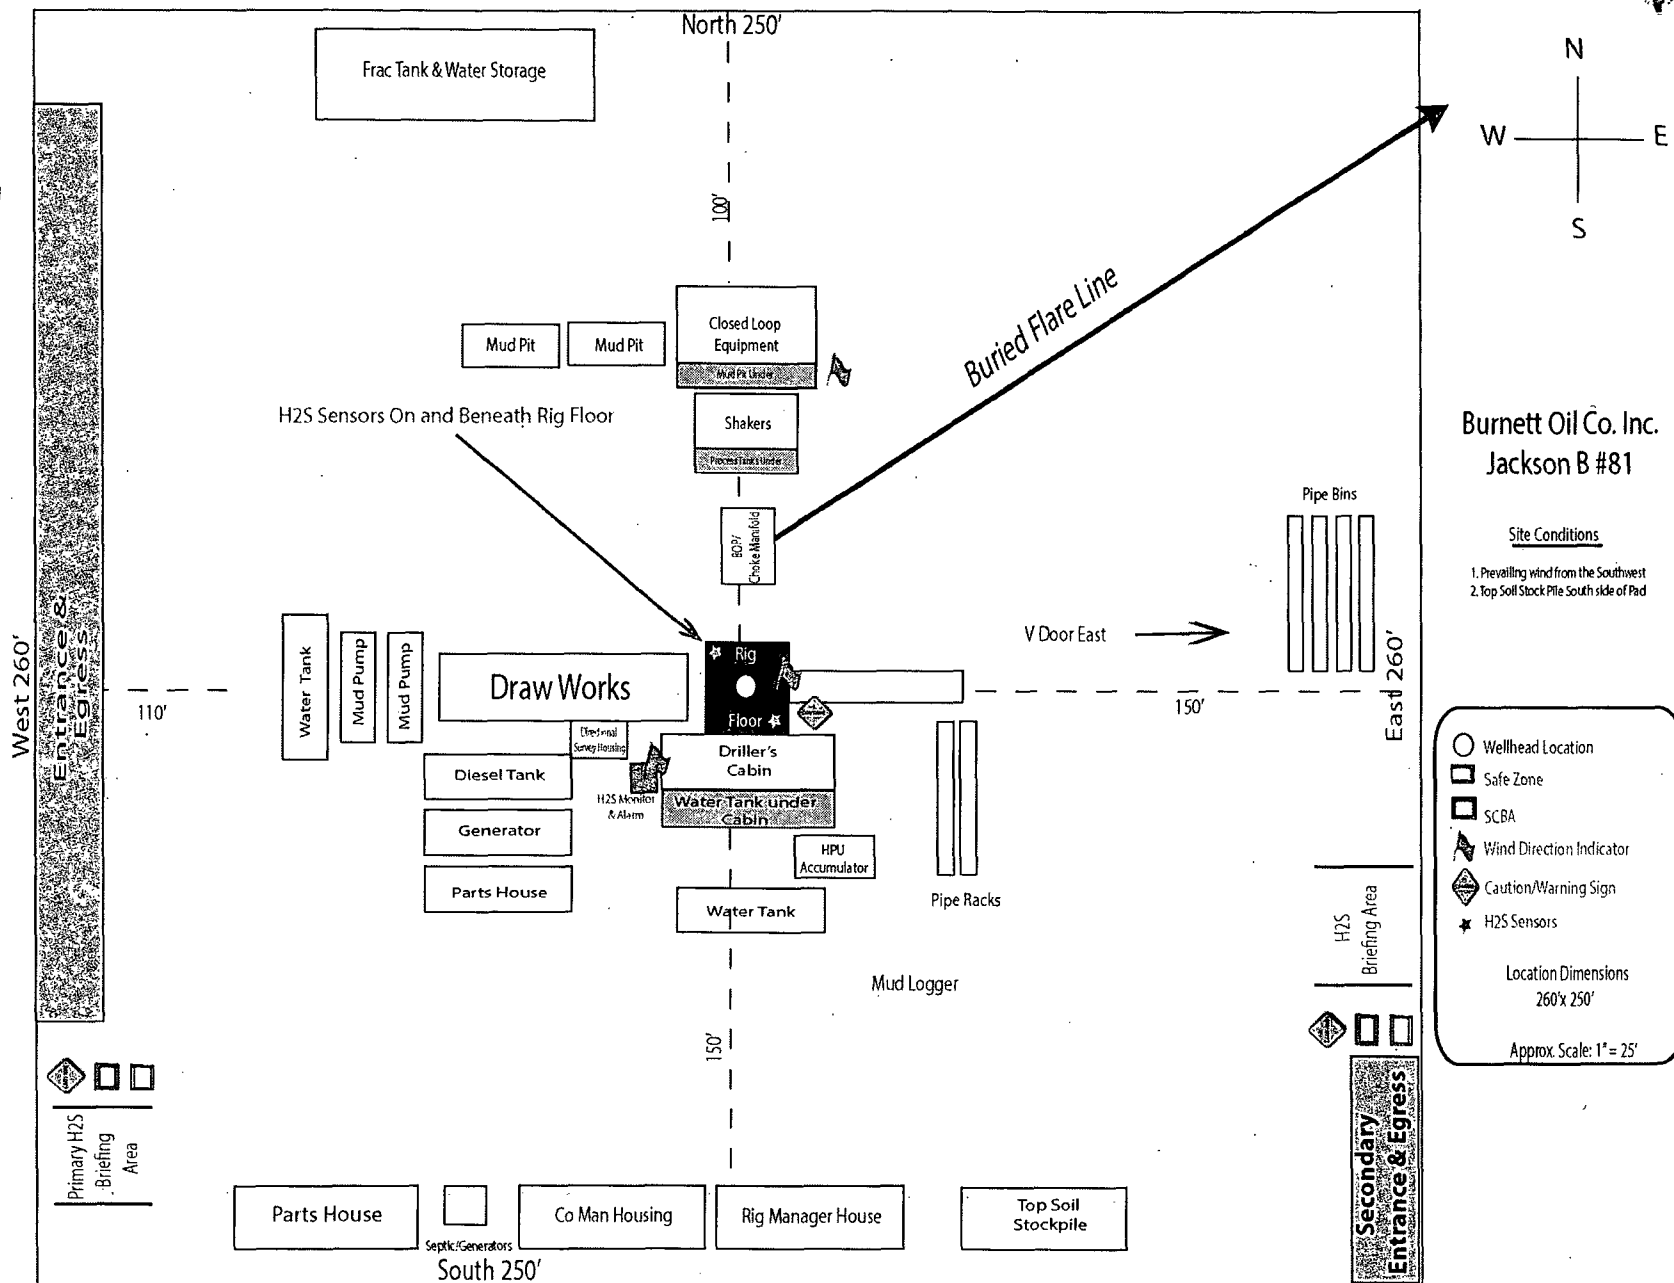 North 250'
Frac Tank & Water Storage
N
W
E
S
100'
Buried Flare Line
Closed Loop
Equipment
Mud Pit Under
Mud Pit
Mud Pit
H2S Sensors On and Beneath Rig Floor
Shakers
Process Tanks Under
BOP/
Choke Manifold
Burnett Oil Co. Inc.
Jackson B #81
Site Conditions
1. Prevailing wind from the Southwest
2. Top Soil Stock Pile South side of Pad
Pipe Bins
V Door East
West 260'
Entrance &
Egress
110'
Water Tank
Mud Pump
Mud Pump
Draw Works
Rig
Floor
150'
East 260'
Directional
Survey Housing
Driller's
Cabin
Water Tank under
Cabin
Diesel Tank
H2S Monitor
& Alarm
Generator
HPU
Accumulator
Parts House
Water Tank
Pipe Racks
Mud Logger
Wellhead Location
Safe Zone
SCBA
Wind Direction Indicator
Caution/Warning Sign
H2S Sensors
Location Dimensions
260'x 250'
Approx. Scale: 1" = 25'
H2S
Briefing Area
150'
Primary H2S
Briefing
Area
Secondary
Entrance & Egress
Parts House
Septic/Generators
Co Man Housing
Rig Manager House
Top Soil
Stockpile
South 250'